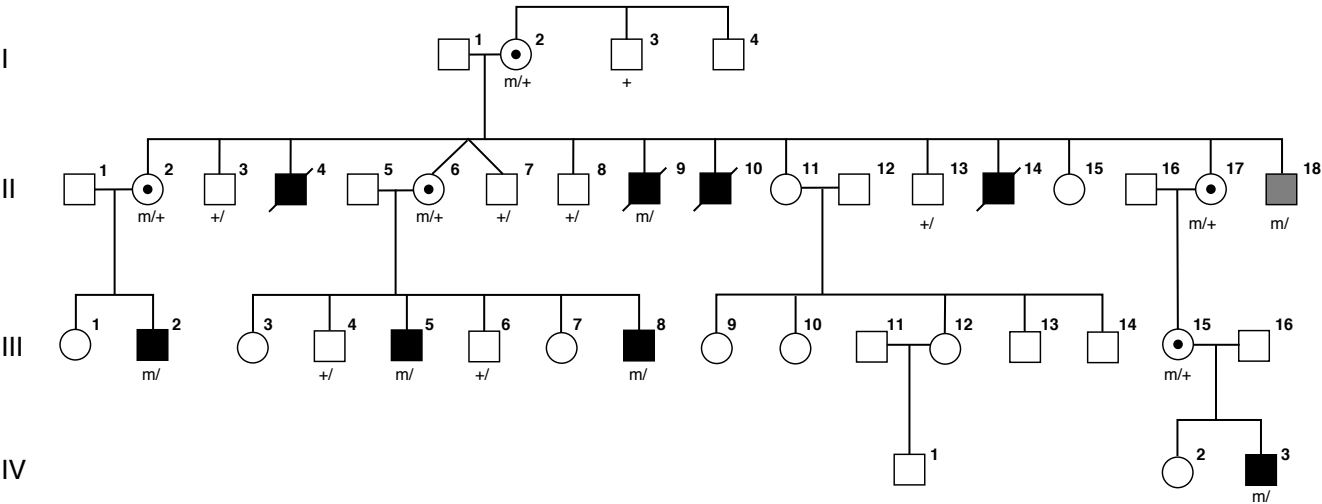 1 2 3 4
I
m/+ +
1 2 3 4 5 6 7 8 9 10 11 12 13 14 15 16 17 18
II
m/+ +/ m/+ +/ +/ m/ +/ m/+ m/
1 2 3 4 5 6 7 8 9 10 11 12 13 14 15 16
III
m/ +/ m/ +/ m/ m/+
1 2 3
IV
m/